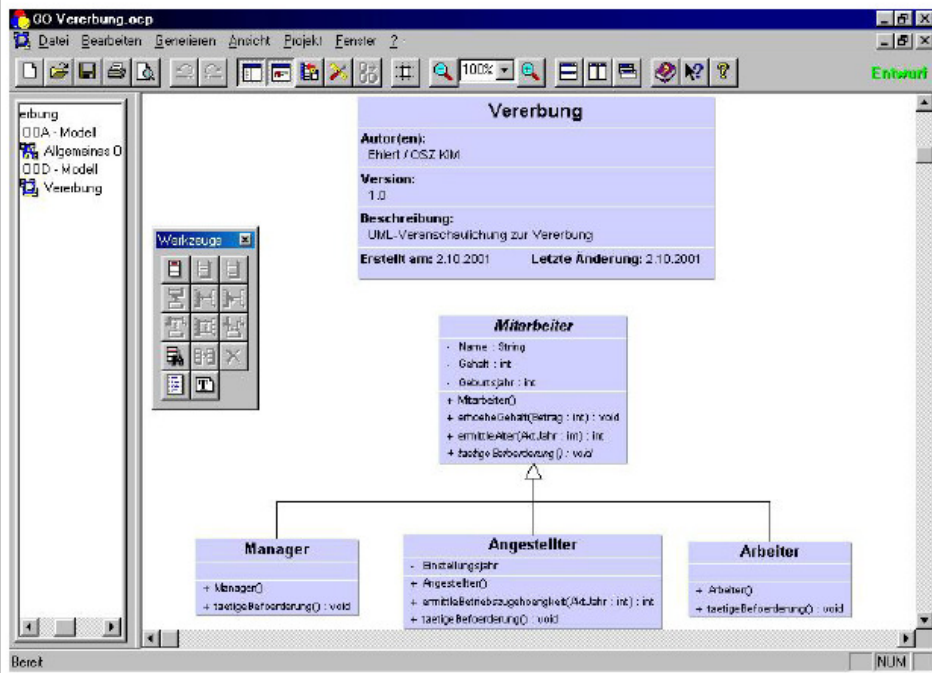 GO Vererbung.ocp
Datei Bearbeiten Generieren Ansicht Projekt Fenster ?
100%
Entwurf
erbung
OOA - Modell
Allgemeines O
OOD - Modell
Vererbung
Werkzeuge
Vererbung
Autor(en):
Ehlert / OSZ KIM
Version:
1.0
Beschreibung:
UML-Veranschaulichung zur Vererbung
Erstellt am: 2.10.2001 Letzte Änderung: 2.10.2001
Mitarbeiter
- Name : String
- Gehalt : int
- Geburtsjahr : int
+ Mitarbeiter()
+ erhoeheGehalt(Betrag : int) : void
+ ermittleAlter(AktJahr : int) : int
+ taetigeBefoerderung() : void
Manager
+ Manager()
+ taetigeBefoerderung() : void
Angestellter
- Einstellungsjahr
+ Angestellter()
+ ermittleBetriebszugehoerigkeit(AktJahr : int) : int
+ taetigeBefoerderung() : void
Arbeiter
+ Arbeiter()
+ taetigeBefoerderung() : void
Bereit
NUM